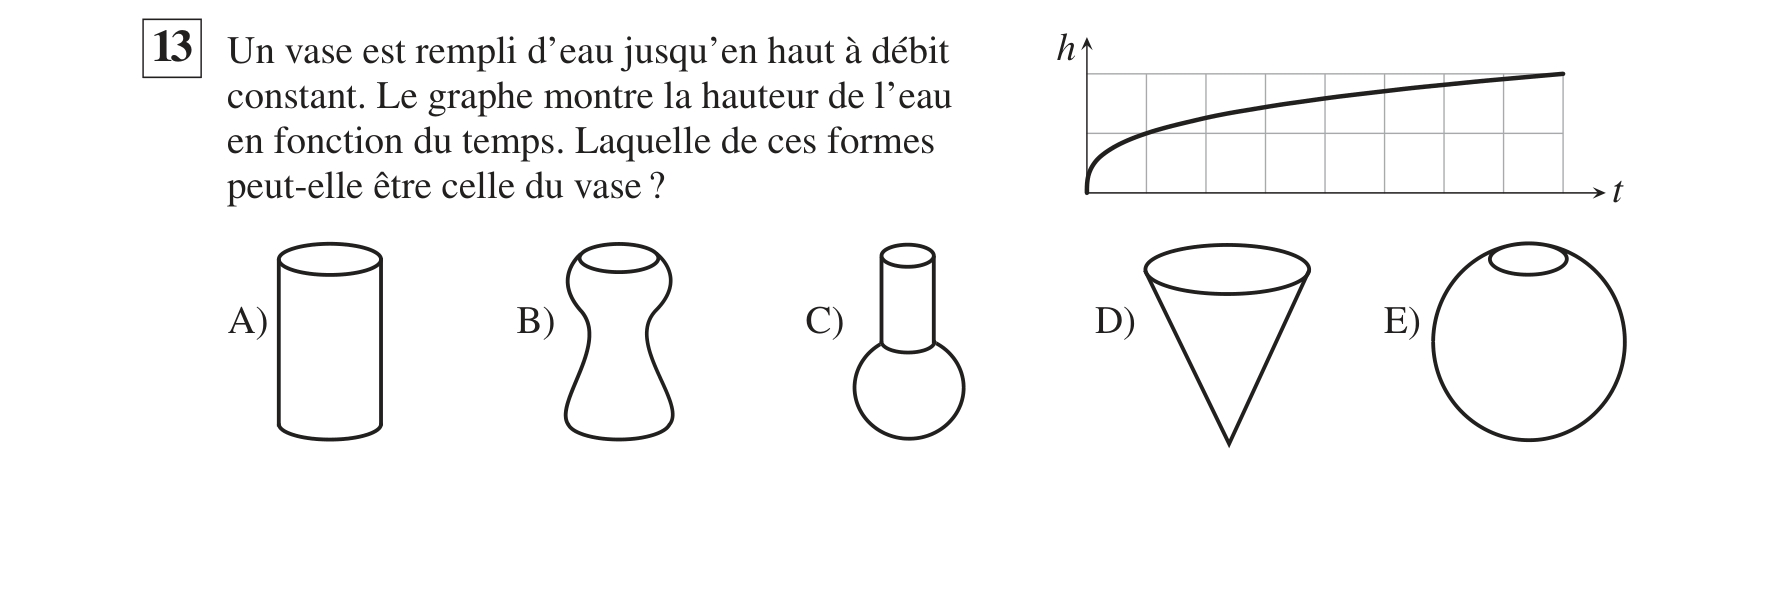 13 Un vase est rempli d’eau jusqu’en haut à débit
constant. Le graphe montre la hauteur de l’eau
en fonction du temps. Laquelle de ces formes
peut-elle être celle du vase ?
h
t
A) B) C) D) E)